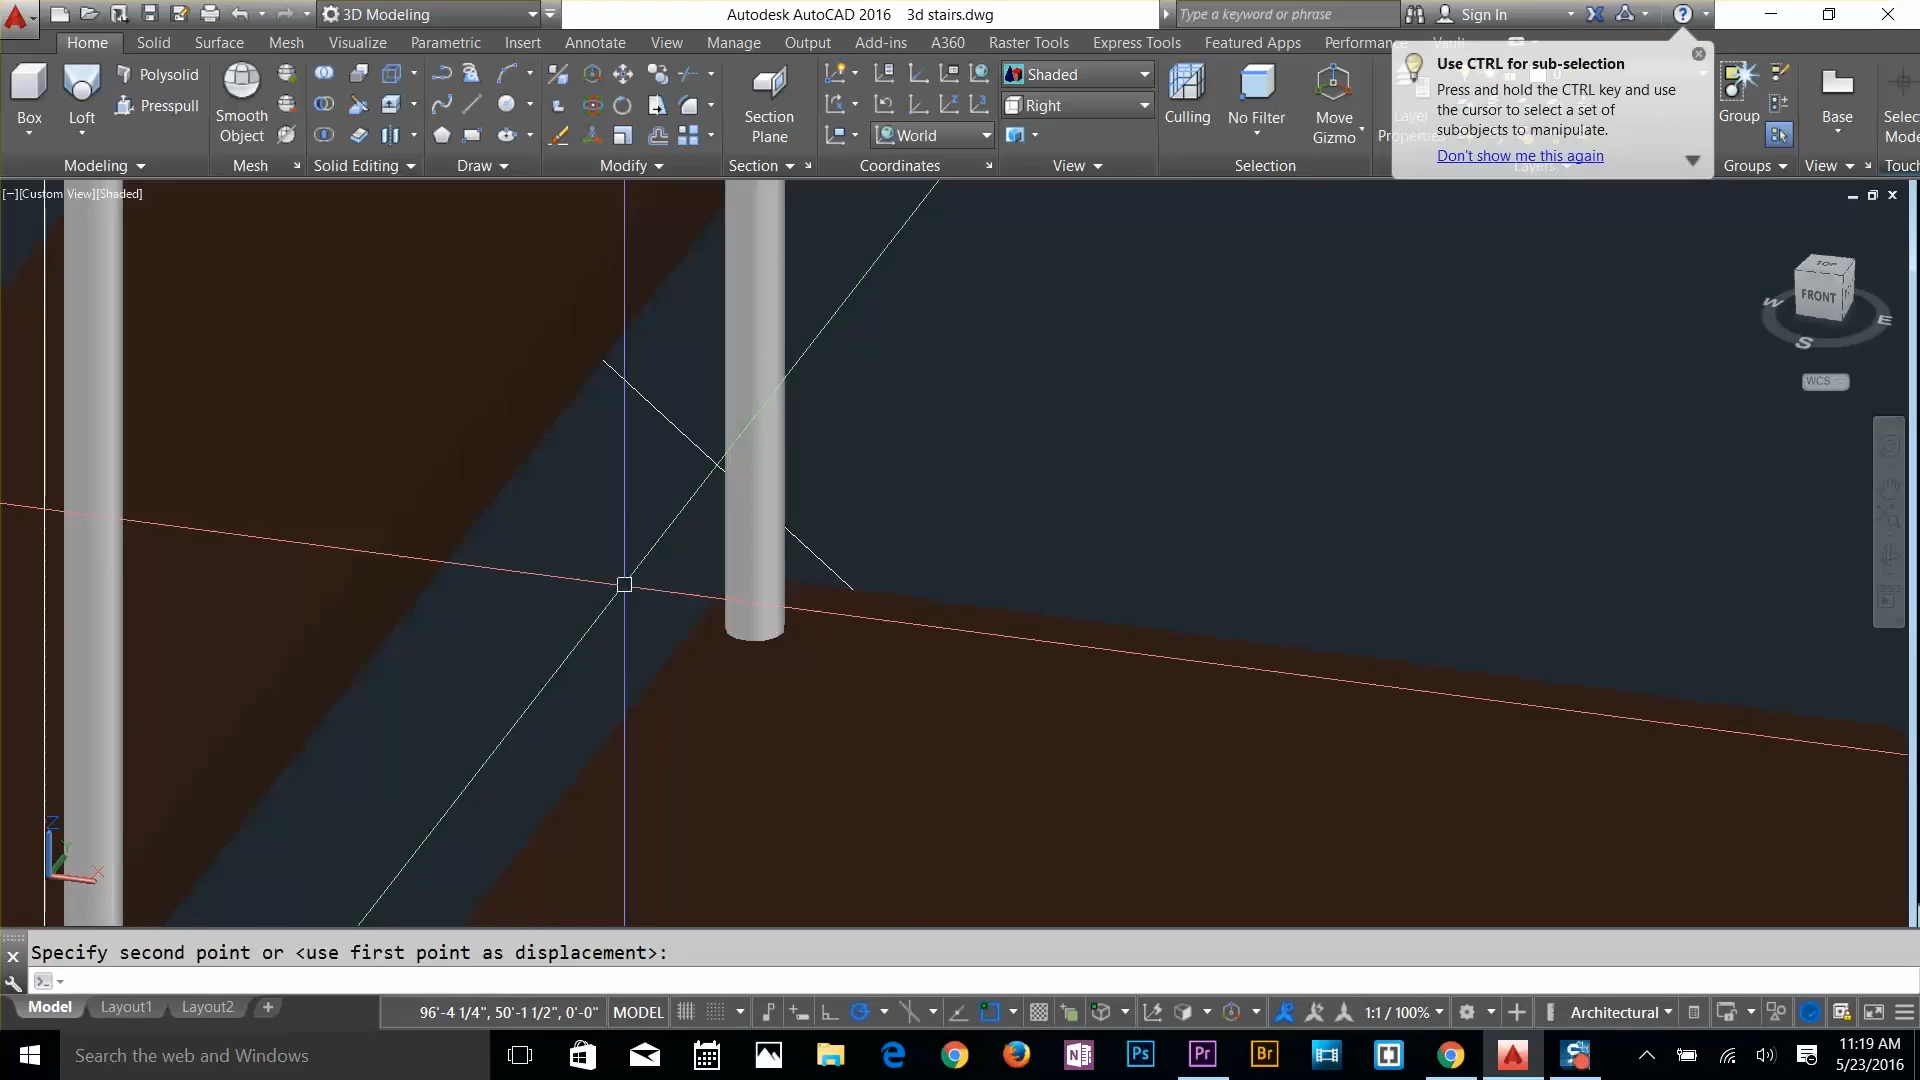 3D Modeling
Autodesk AutoCAD 2016 3d stairs.dwg
Type a keyword or phrase
Sign In
Home Solid Surface Mesh Visualize Parametric Insert Annotate View Manage Output Add-ins A360 Raster Tools Express Tools Featured Apps Performance Vault
Box
Loft
Polysolid
Presspull
Smooth
Object
Section
Plane
World
Shaded
Right
Culling
No Filter
Move
Gizmo
Use CTRL for sub-selection
Press and hold the CTRL key and use
the cursor to select a set of
subobjects to manipulate.
Don't show me this again
Group
Base
Modeling Mesh Solid Editing Draw Modify Section Coordinates View Selection Layers Groups View Touch
[−][Custom View][Shaded]
TOP
FRONT
W
E
S
WCS
Z
Y
X
Specify second point or <use first point as displacement>:
Model Layout1 Layout2 +
96'-4 1/4", 50'-1 1/2", 0'-0" MODEL 1:1 / 100% Architectural
Search the web and Windows
Ps
Pr
Br
11:19 AM
5/23/2016